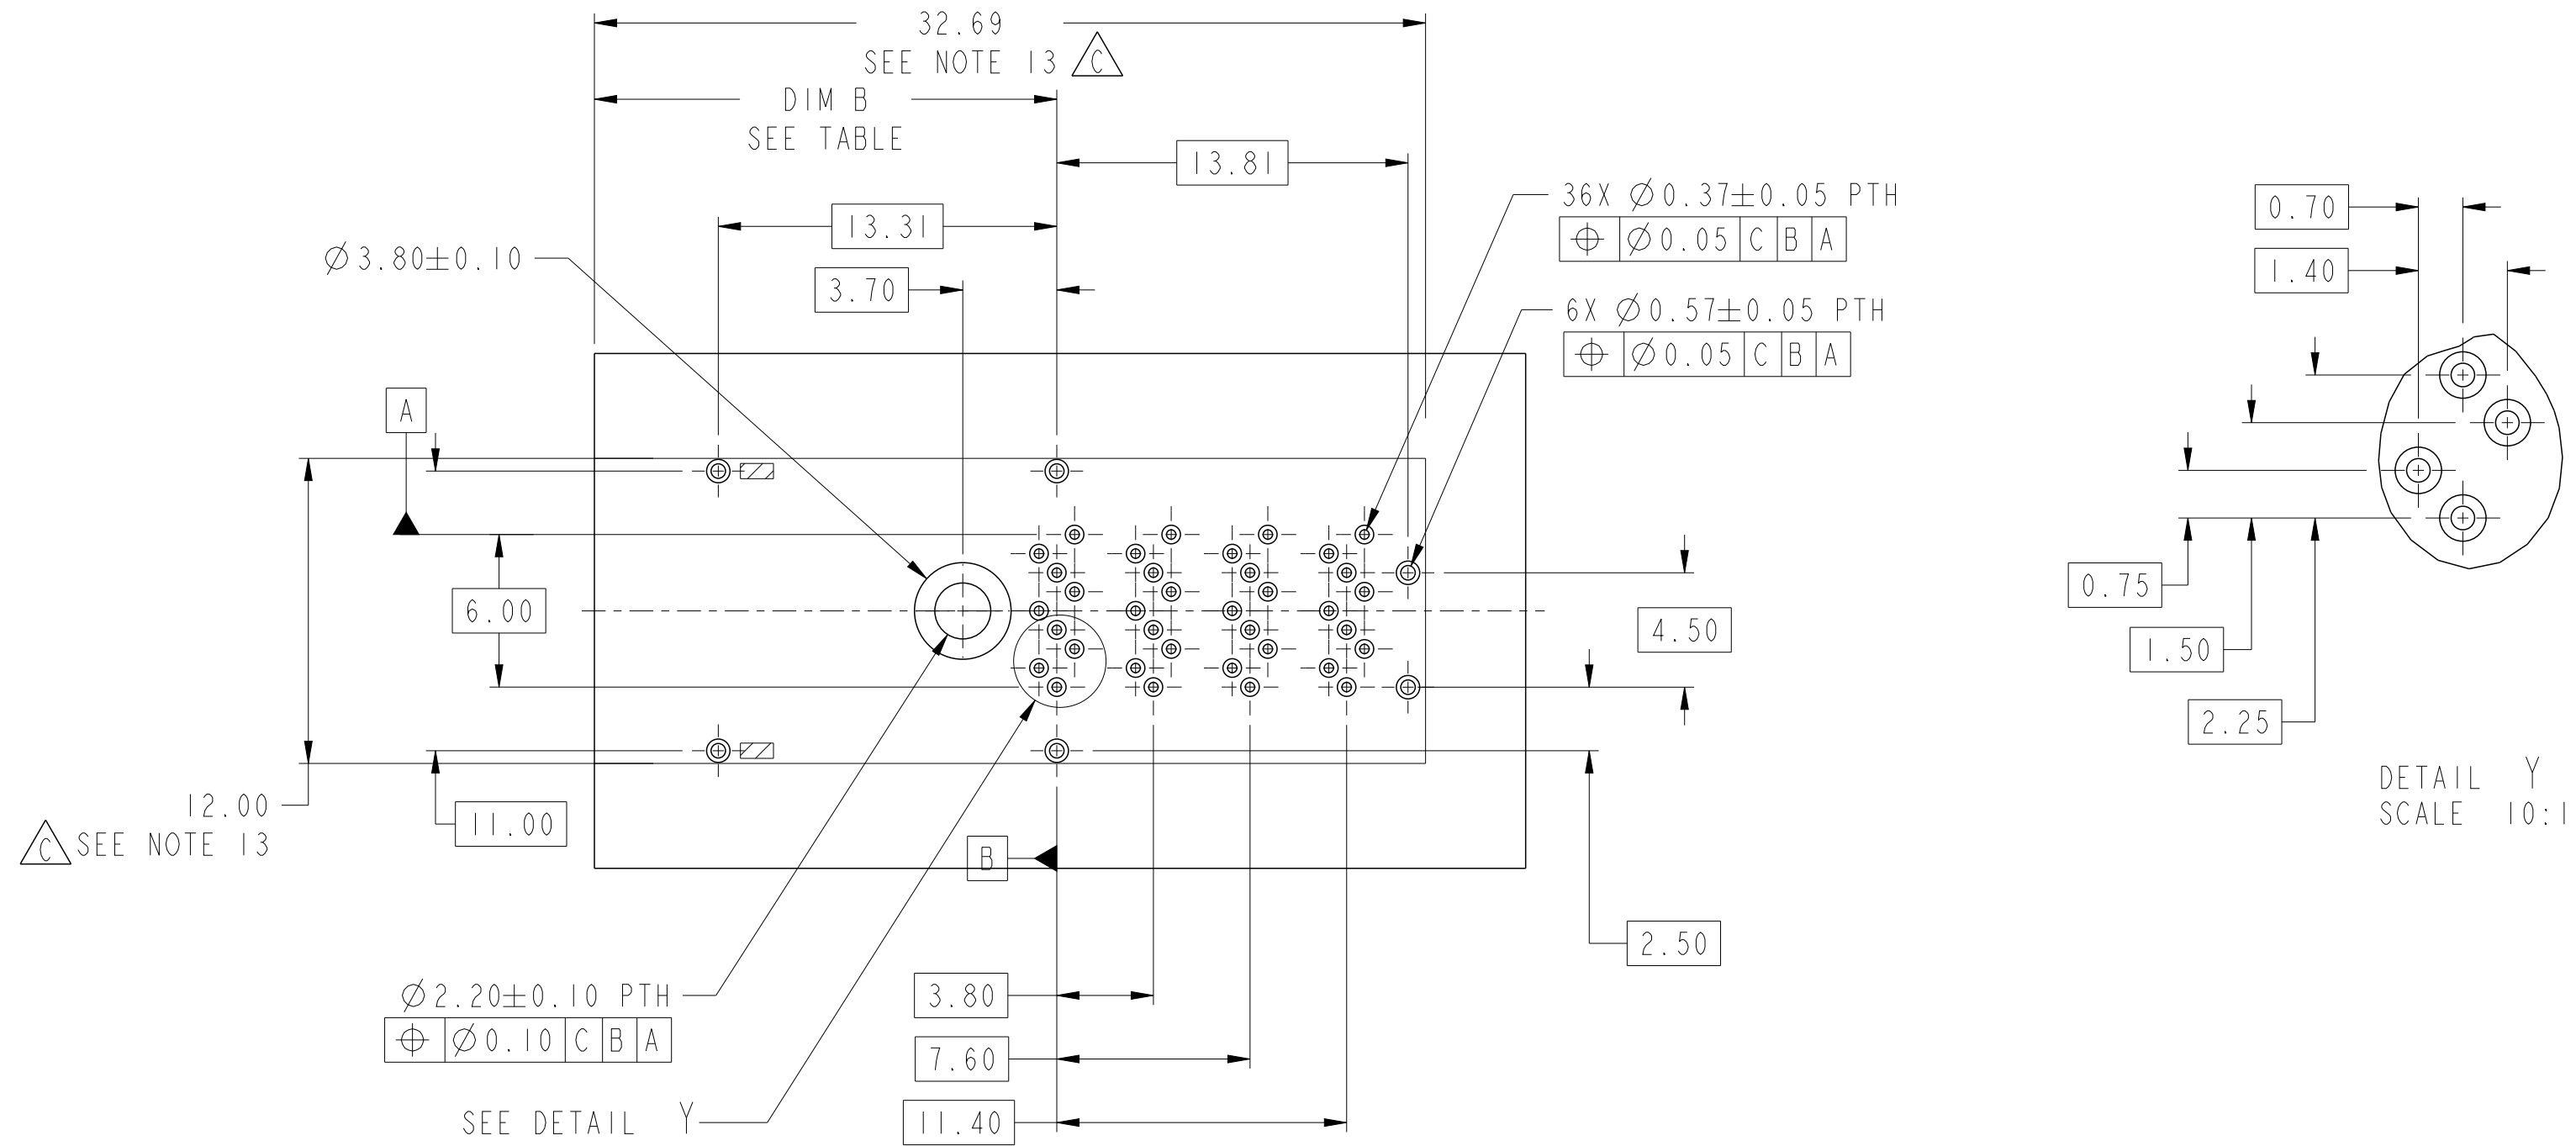 32.69
SEE NOTE 13 C
DIM B
SEE TABLE
13.81
13.31
3.70
Ø3.80±0.10
36X Ø0.37±0.05 PTH
⌖ Ø0.05 C B A
6X Ø0.57±0.05 PTH
⌖ Ø0.05 C B A
0.70
1.40
A
6.00
4.50
0.75
1.50
2.25
12.00
C SEE NOTE 13
11.00
B
2.50
DETAIL Y
SCALE 10:1
Ø2.20±0.10 PTH
⌖ Ø0.10 C B A
3.80
7.60
11.40
SEE DETAIL Y